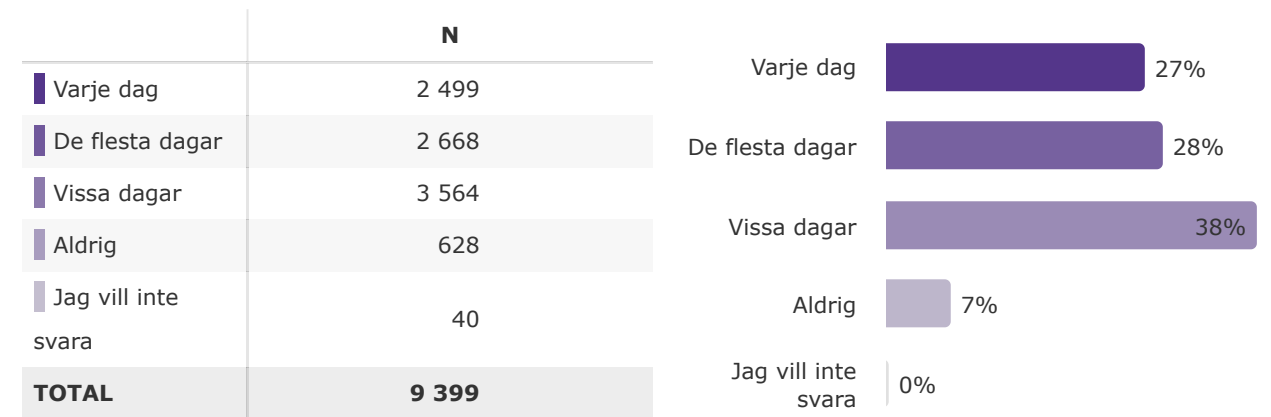 N
Varje dag 2 499
De flesta dagar 2 668
Vissa dagar 3 564
Aldrig 628
Jag vill inte
svara 40
TOTAL 9 399
Varje dag 27%
De flesta dagar 28%
Vissa dagar 38%
Aldrig 7%
Jag vill inte
svara 0%